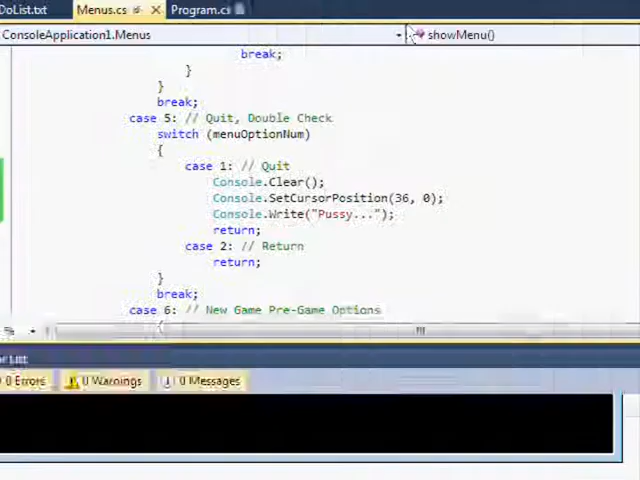 DoList.txt Menus.cs Program.cs
ConsoleApplication1.Menus showMenu()
break;
}
}
break;
case 5: // Quit, Double Check
switch (menuOptionNum)
{
case 1: // Quit
Console.Clear();
Console.SetCursorPosition(36, 0);
Console.Write("Pussy...");
return;
case 2: // Return
return;
}
break;
case 6: // New Game Pre-Game Options
{
%
or List
0 Errors 0 Warnings 0 Messages